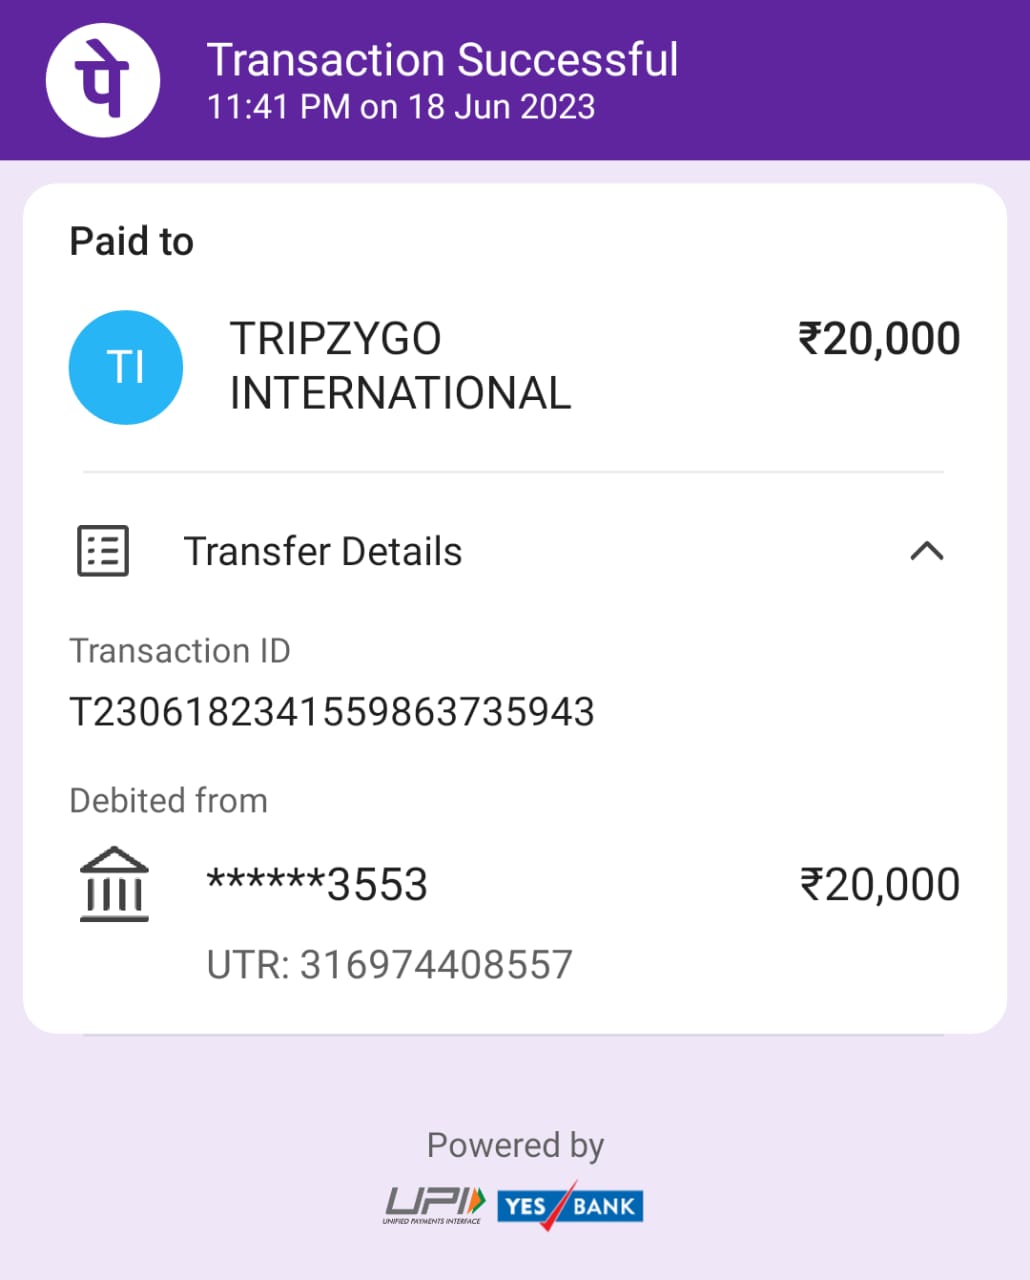 पे
Transaction Successful
11:41 PM on 18 Jun 2023
Paid to
TI
TRIPZYGO
INTERNATIONAL
₹20,000
Transfer Details
Transaction ID
T2306182341559863735943
Debited from
******3553
₹20,000
UTR: 316974408557
Powered by
UPI
UNIFIED PAYMENTS INTERFACE
YES BANK